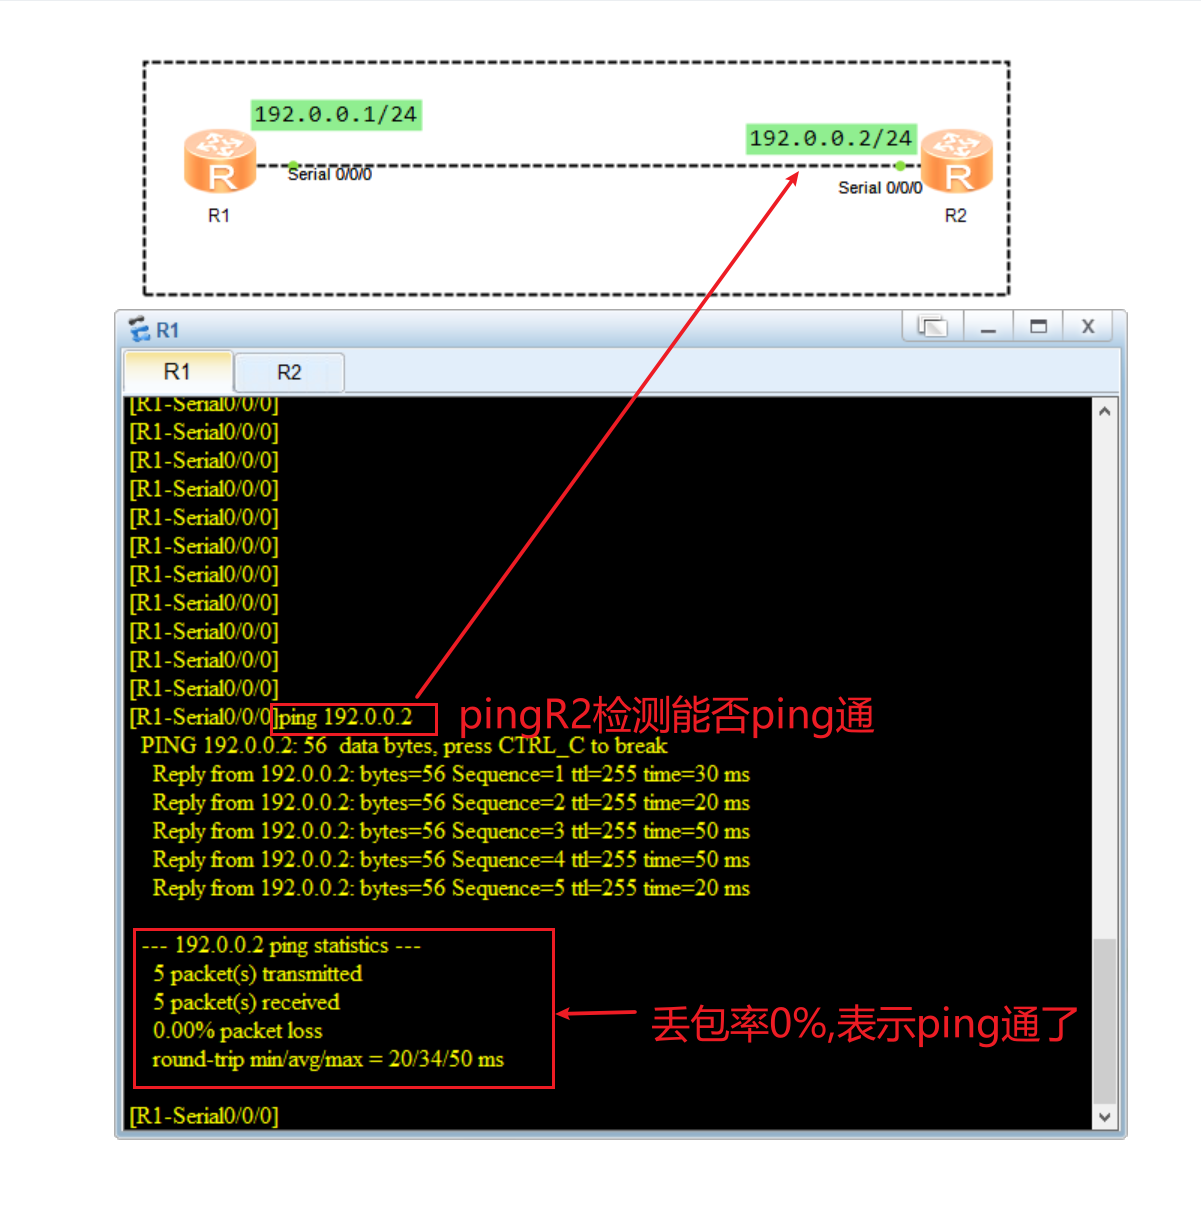 192.0.0.1/24
192.0.0.2/24
Serial 0/0/0
Serial 0/0/0
R
R
R1
R2
R1
R1
R2
[R1-Serial0/0/0]
[R1-Serial0/0/0]
[R1-Serial0/0/0]
[R1-Serial0/0/0]
[R1-Serial0/0/0]
[R1-Serial0/0/0]
[R1-Serial0/0/0]
[R1-Serial0/0/0]
[R1-Serial0/0/0]
[R1-Serial0/0/0]
[R1-Serial0/0/0]
[R1-Serial0/0/0]ping 192.0.0.2
pingR2检测能否ping通
PING 192.0.0.2: 56  data bytes, press CTRL_C to break
Reply from 192.0.0.2: bytes=56 Sequence=1 ttl=255 time=30 ms
Reply from 192.0.0.2: bytes=56 Sequence=2 ttl=255 time=20 ms
Reply from 192.0.0.2: bytes=56 Sequence=3 ttl=255 time=50 ms
Reply from 192.0.0.2: bytes=56 Sequence=4 ttl=255 time=50 ms
Reply from 192.0.0.2: bytes=56 Sequence=5 ttl=255 time=20 ms
--- 192.0.0.2 ping statistics ---
5 packet(s) transmitted
5 packet(s) received
0.00% packet loss
round-trip min/avg/max = 20/34/50 ms
丢包率0%,表示ping通了
[R1-Serial0/0/0]